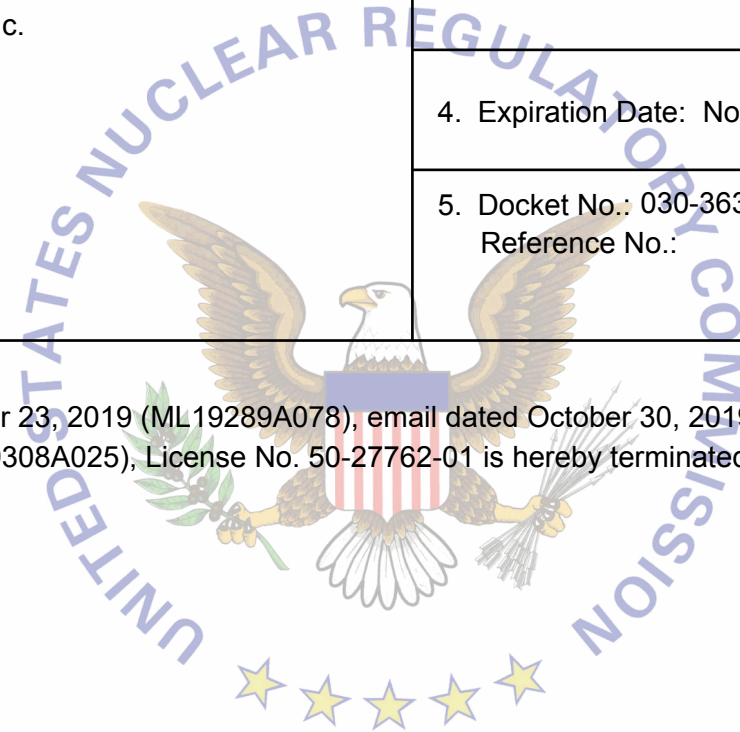 c.
4. Expiration Date: No
5. Docket No.: 030-363
Reference No.:
r 23, 2019 (ML19289A078), email dated October 30, 2019
308A025), License No. 50-27762-01 is hereby terminated
UNITED STATES NUCLEAR REGULATORY COMMISSION